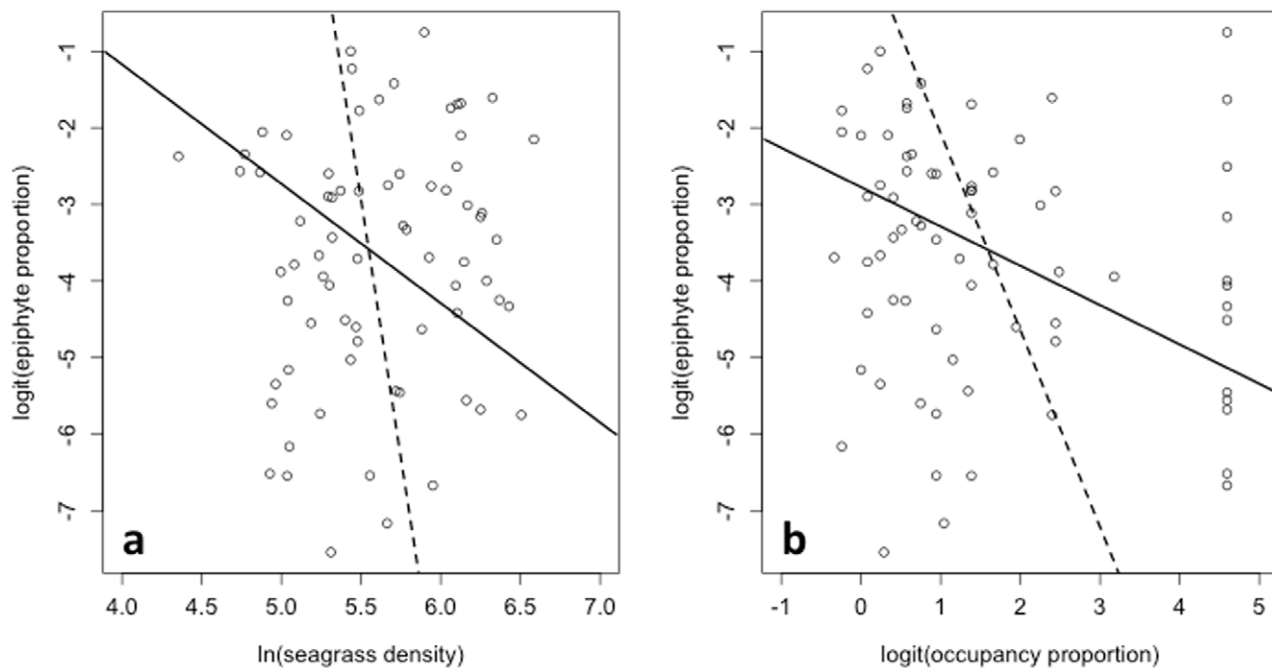 logit(epiphyte proportion)
-1
-2
-3
-4
-5
-6
-7
a
4.0 4.5 5.0 5.5 6.0 6.5 7.0
ln(seagrass density)
logit(epiphyte proportion)
-1
-2
-3
-4
-5
-6
-7
b
-1 0 1 2 3 4 5
logit(occupancy proportion)